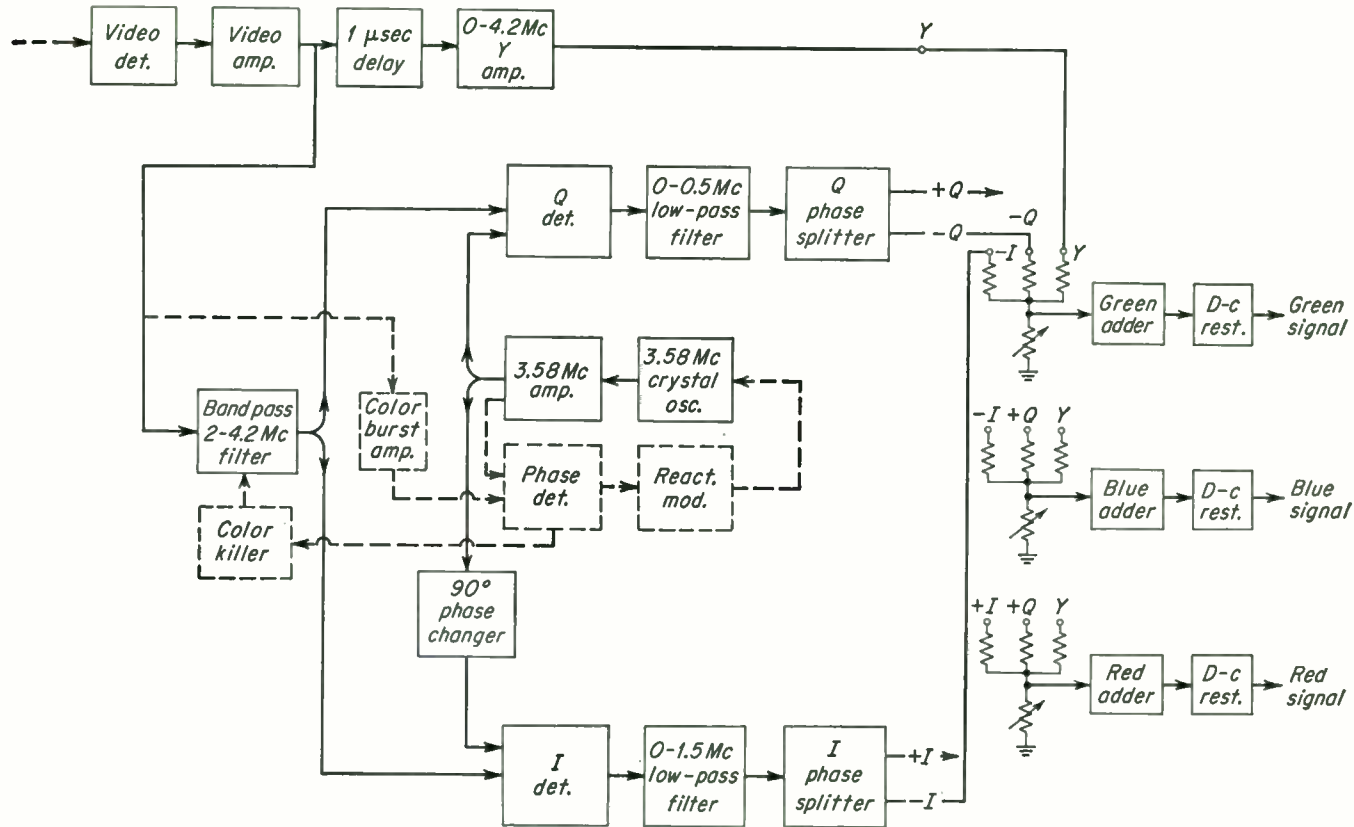 Video
det.
Video
amp.
1 μsec
delay
0-4.2 Mc
Y
amp.
Y
Q
det.
0-0.5 Mc
low-pass
filter
Q
phase
splitter
+Q
-Q
-Q
-I
Y
Green
adder
D-c
rest.
Green
signal
3.58 Mc
amp.
3.58 Mc
crystal
osc.
Band pass
2-4.2 Mc
filter
Color
burst
amp.
Phase
det.
React.
mod.
Color
killer
-I +Q Y
Blue
adder
D-c
rest.
Blue
signal
90°
phase
changer
+I +Q Y
Red
adder
D-c
rest.
Red
signal
I
det.
0-1.5 Mc
low-pass
filter
I
phase
splitter
+I
-I